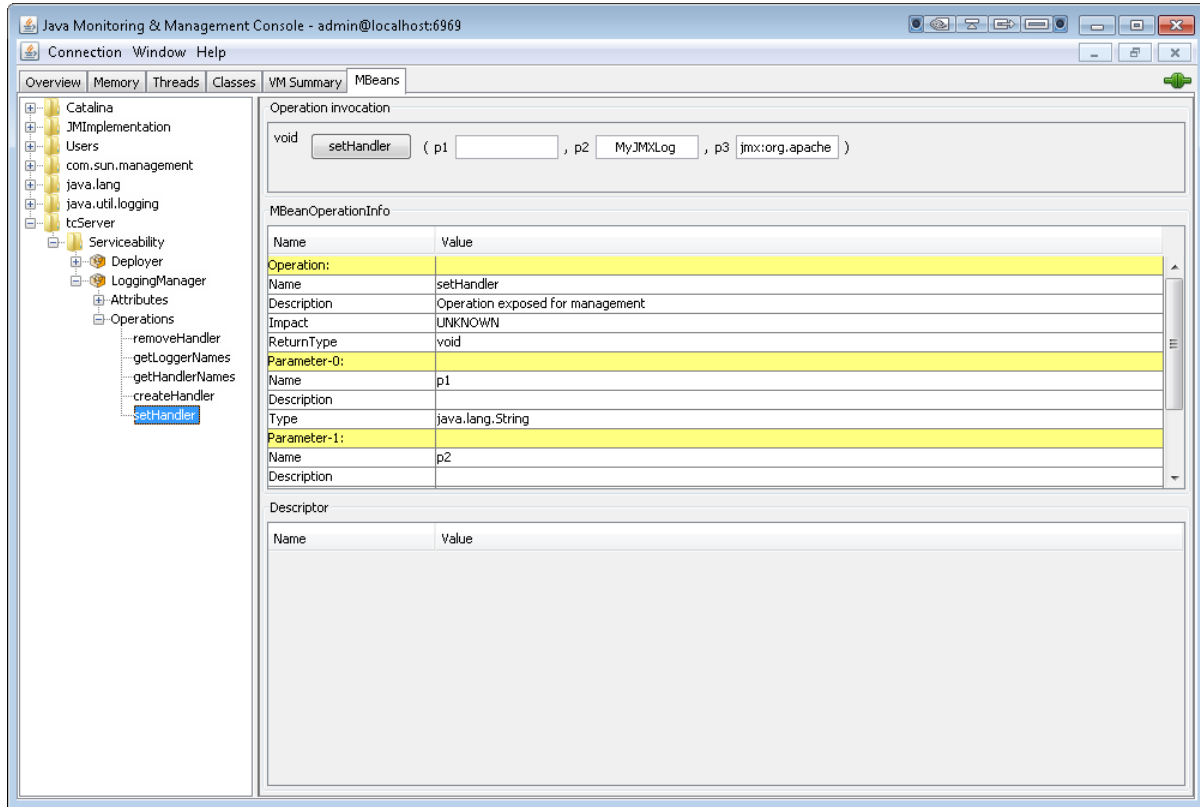 Java Monitoring & Management Console - admin@localhost:6969
Connection Window Help
Overview Memory Threads Classes VM Summary MBeans
Catalina
JMImplementation
Users
com.sun.management
java.lang
java.util.logging
tcServer
Serviceability
Deployer
LoggingManager
Attributes
Operations
removeHandler
getLoggerNames
getHandlerNames
createHandler
setHandler
Operation invocation
void setHandler ( p1 , p2 MyJMXLog , p3 jmx:org.apache )
MBeanOperationInfo
Name Value
Operation:
Name setHandler
Description Operation exposed for management
Impact UNKNOWN
ReturnType void
Parameter-0:
Name p1
Description
Type java.lang.String
Parameter-1:
Name p2
Description
Descriptor
Name Value